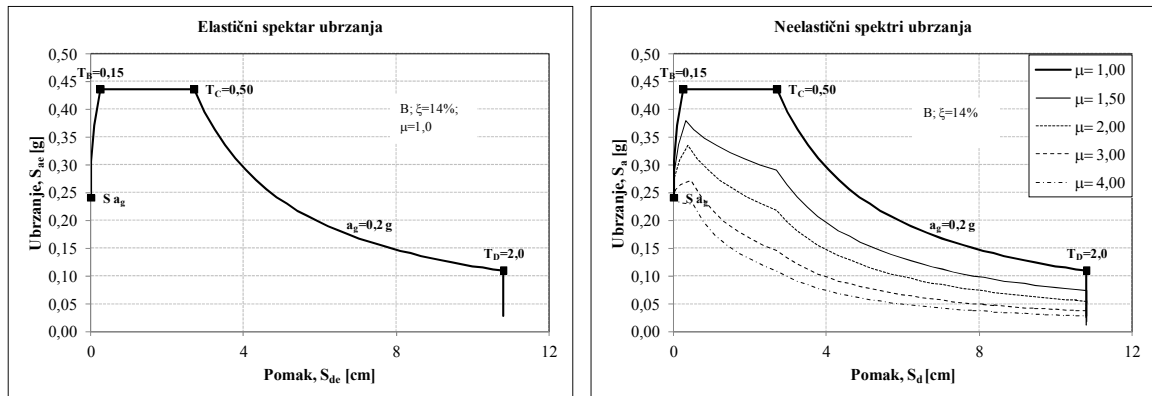 Elastični spektar ubrzanja
Ubrzanje, Sae [g]
0,50
0,45
0,40
0,35
0,30
0,25
0,20
0,15
0,10
0,05
0,00
TB=0,15
TC=0,50
B; ξ=14%;
μ=1,0
S ag
ag=0,2 g
TD=2,0
0
4
8
12
Pomak, Sde [cm]
Neelastični spektri ubrzanja
Ubrzanje, Sa [g]
0,50
0,45
0,40
0,35
0,30
0,25
0,20
0,15
0,10
0,05
0,00
TB=0,15
TC=0,50
B; ξ=14%
μ= 1,00
μ= 1,50
μ= 2,00
μ= 3,00
μ= 4,00
S ag
ag=0,2 g
TD=2,0
0
4
8
12
Pomak, Sd [cm]